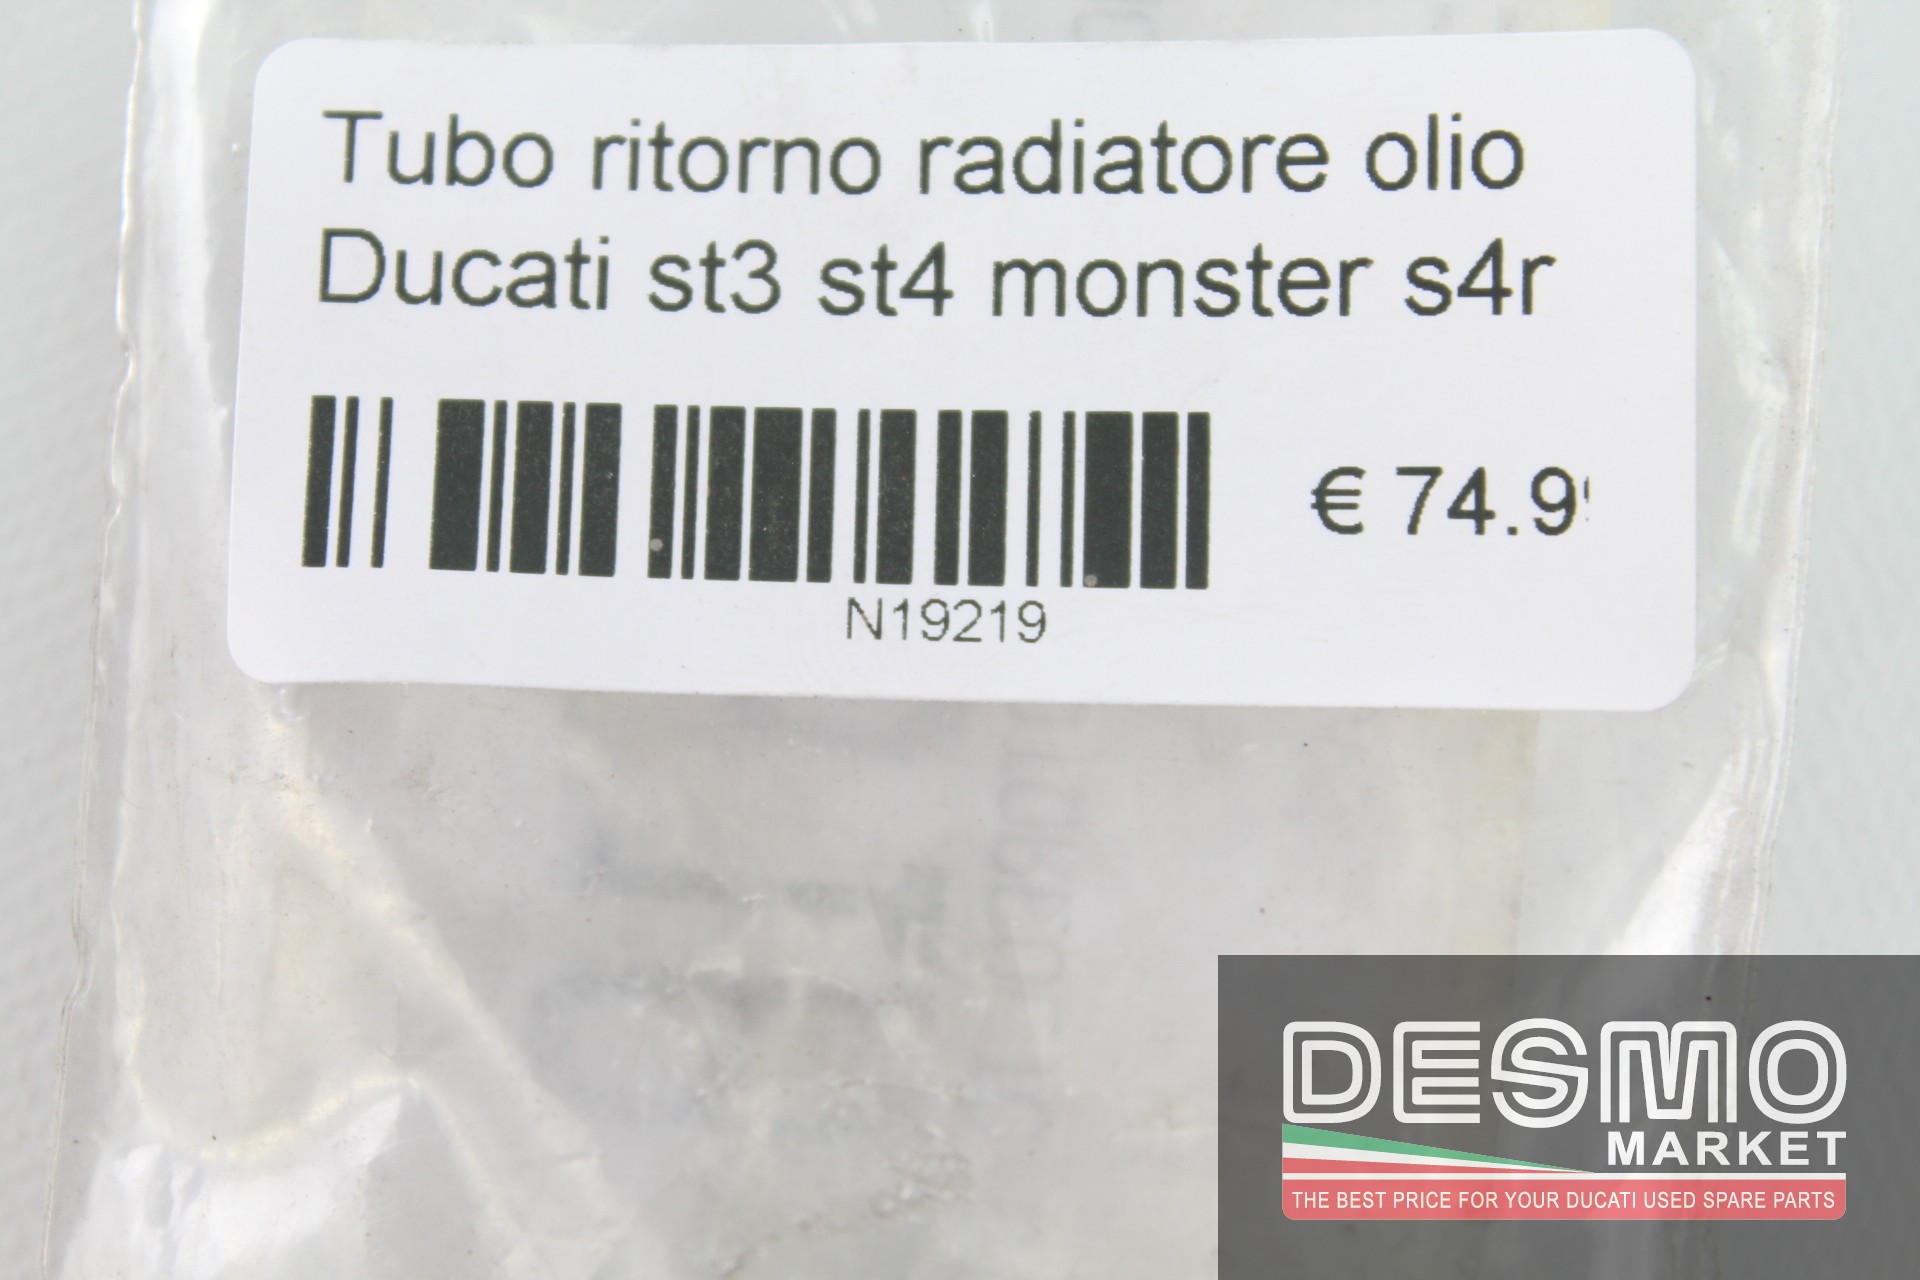 Tubo ritorno radiatore olio
Ducati st3 st4 monster s4r
€ 74.9
N19219
DESMO
MARKET
THE BEST PRICE FOR YOUR DUCATI USED SPARE PARTS